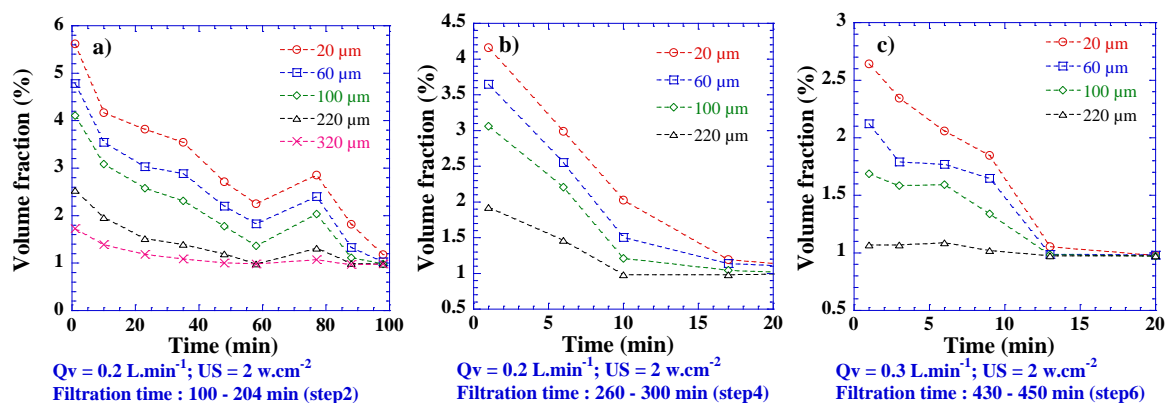 a)
20 µm
60 µm
100 µm
220 µm
320 µm
Volume fraction (%)
6
5
4
3
2
1
0
0 20 40 60 80 100
Time (min)
Qv = 0.2 L.min-1; US = 2 w.cm-2
Filtration time : 100 - 204 min (step2)
b)
20 µm
60 µm
100 µm
220 µm
Volume fraction (%)
4.5
4
3.5
3
2.5
2
1.5
1
0.5
0 5 10 15 20
Time (min)
Qv = 0.2 L.min-1; US = 2 w.cm-2
Filtration time : 260 - 300 min (step4)
c)
20 µm
60 µm
100 µm
220 µm
Volume fraction (%)
3
2.5
2
1.5
1
0.5
0 5 10 15 20
Time (min)
Qv = 0.3 L.min-1; US = 2 w.cm-2
Filtration time : 430 - 450 min (step6)